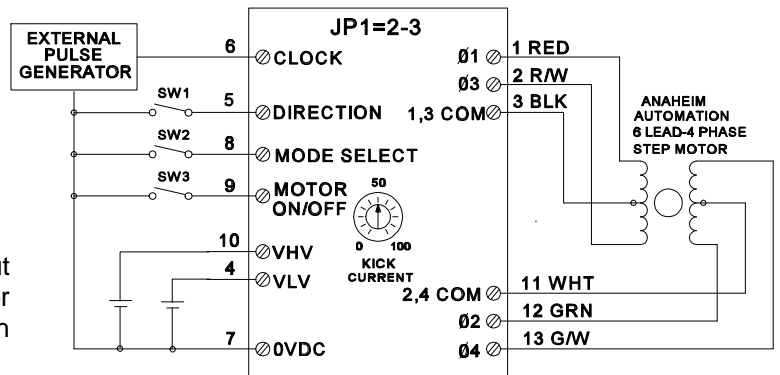 JP1=2-3
EXTERNAL
PULSE
GENERATOR
6
CLOCK
SW1
5
DIRECTION
SW2
8
MODE SELECT
SW3
9
MOTOR
ON/OFF
50
0 100
KICK
CURRENT
10
VHV
4
VLV
7
0VDC
Ø1
1 RED
Ø3
2 R/W
1,3 COM
3 BLK
ANAHEIM
AUTOMATION
6 LEAD-4 PHASE
STEP MOTOR
2,4 COM
11 WHT
Ø2
12 GRN
Ø4
13 G/W